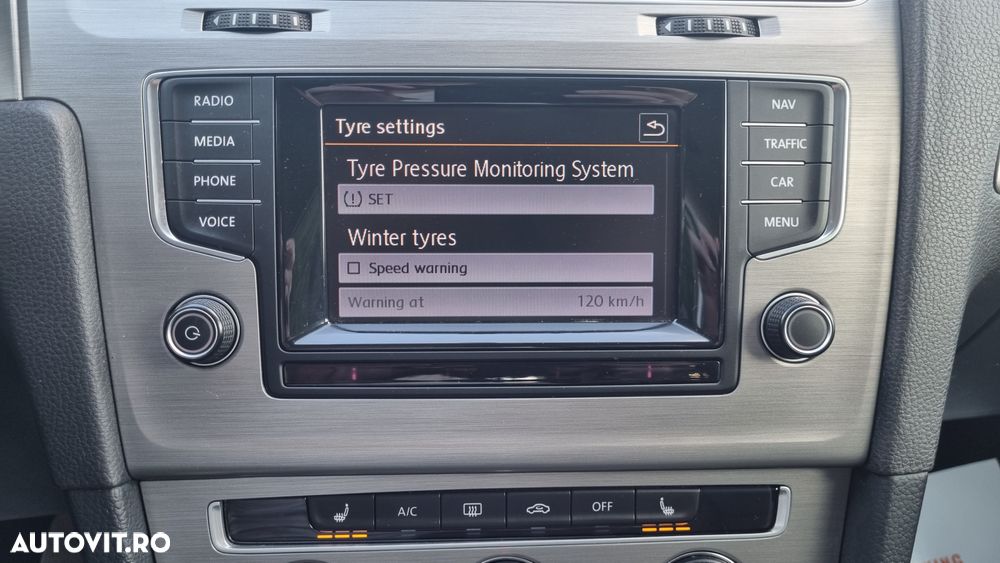 RADIO
MEDIA
PHONE
VOICE
Tyre settings
Tyre Pressure Monitoring System
(!) SET
Winter tyres
Speed warning
Warning at 120 km/h
NAV
TRAFFIC
CAR
MENU
A/C
OFF
AUTOVIT.RO